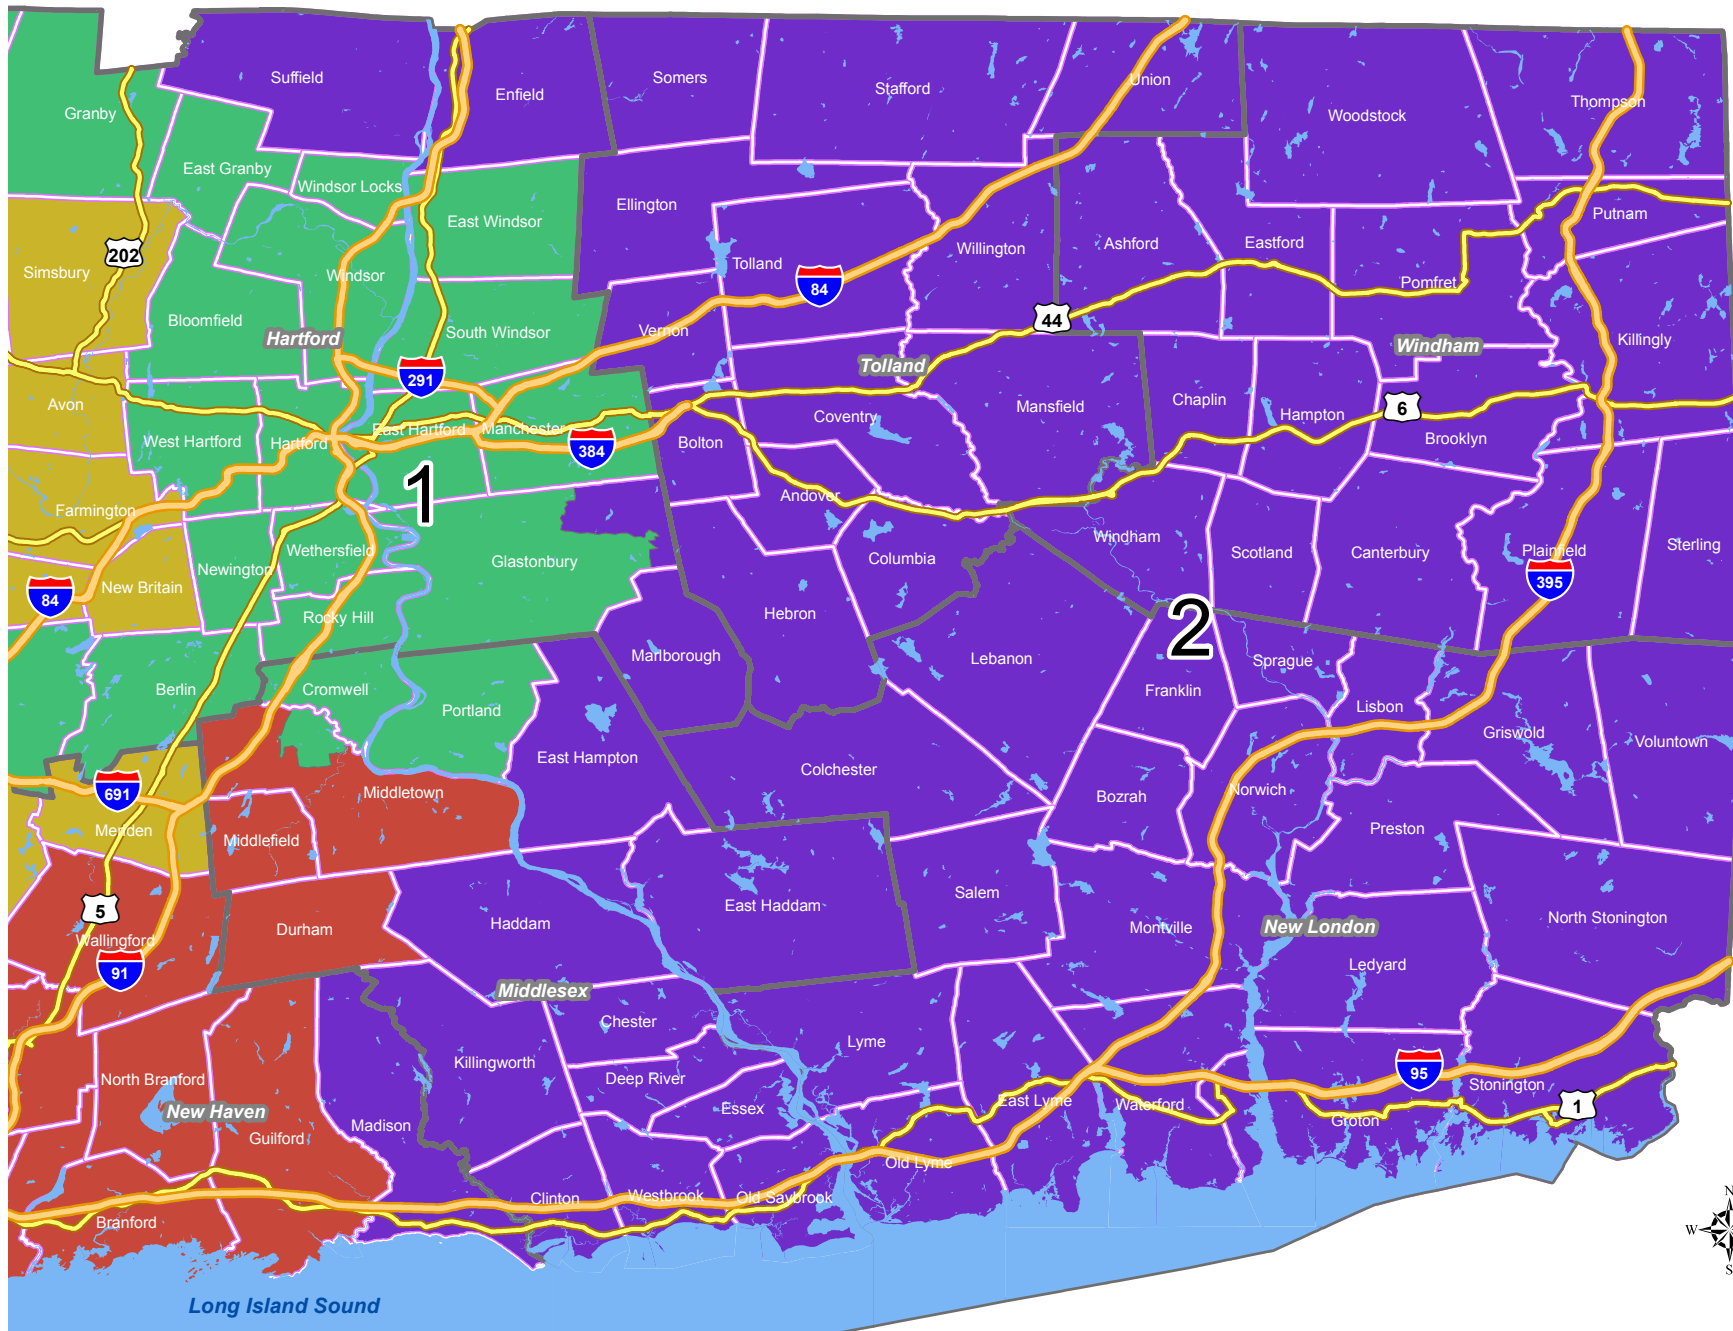 Suffield
Enfield
Somers
Stafford
Union
Woodstock
Thompson
Granby
East Granby
Windsor Locks
East Windsor
Ellington
Tolland
Willington
Ashford
Eastford
Putnam
Simsbury
202
Windsor
84
Pomfret
Bloomfield
Hartford
South Windsor
Vernon
44
Tolland
Windham
Killingly
291
Avon
Mansfield
Chaplin
Hampton
6
Brooklyn
West Hartford
Hartford
East Hartford
Manchester
384
Bolton
Coventry
1
Andover
Farmington
Wethersfield
Glastonbury
Columbia
Windham
Scotland
Canterbury
Plainfield
Sterling
Newington
New Britain
84
395
Rocky Hill
Hebron
Marlborough
Lebanon
2
Sprague
Franklin
Lisbon
Berlin
Cromwell
Portland
Griswold
Voluntown
East Hampton
Colchester
691
Middletown
Bozrah
Norwich
Meriden
Middlefield
Preston
5
Wallingford
Durham
Haddam
East Haddam
Salem
Montville
New London
North Stonington
91
Middlesex
Ledyard
Chester
Lyme
Killingworth
North Branford
Deep River
95
Stonington
New Haven
Essex
East Lyme
Waterford
1
Groton
Guilford
Madison
Old Lyme
Clinton
Westbrook
Old Saybrook
Branford
N
W
S
Long Island Sound